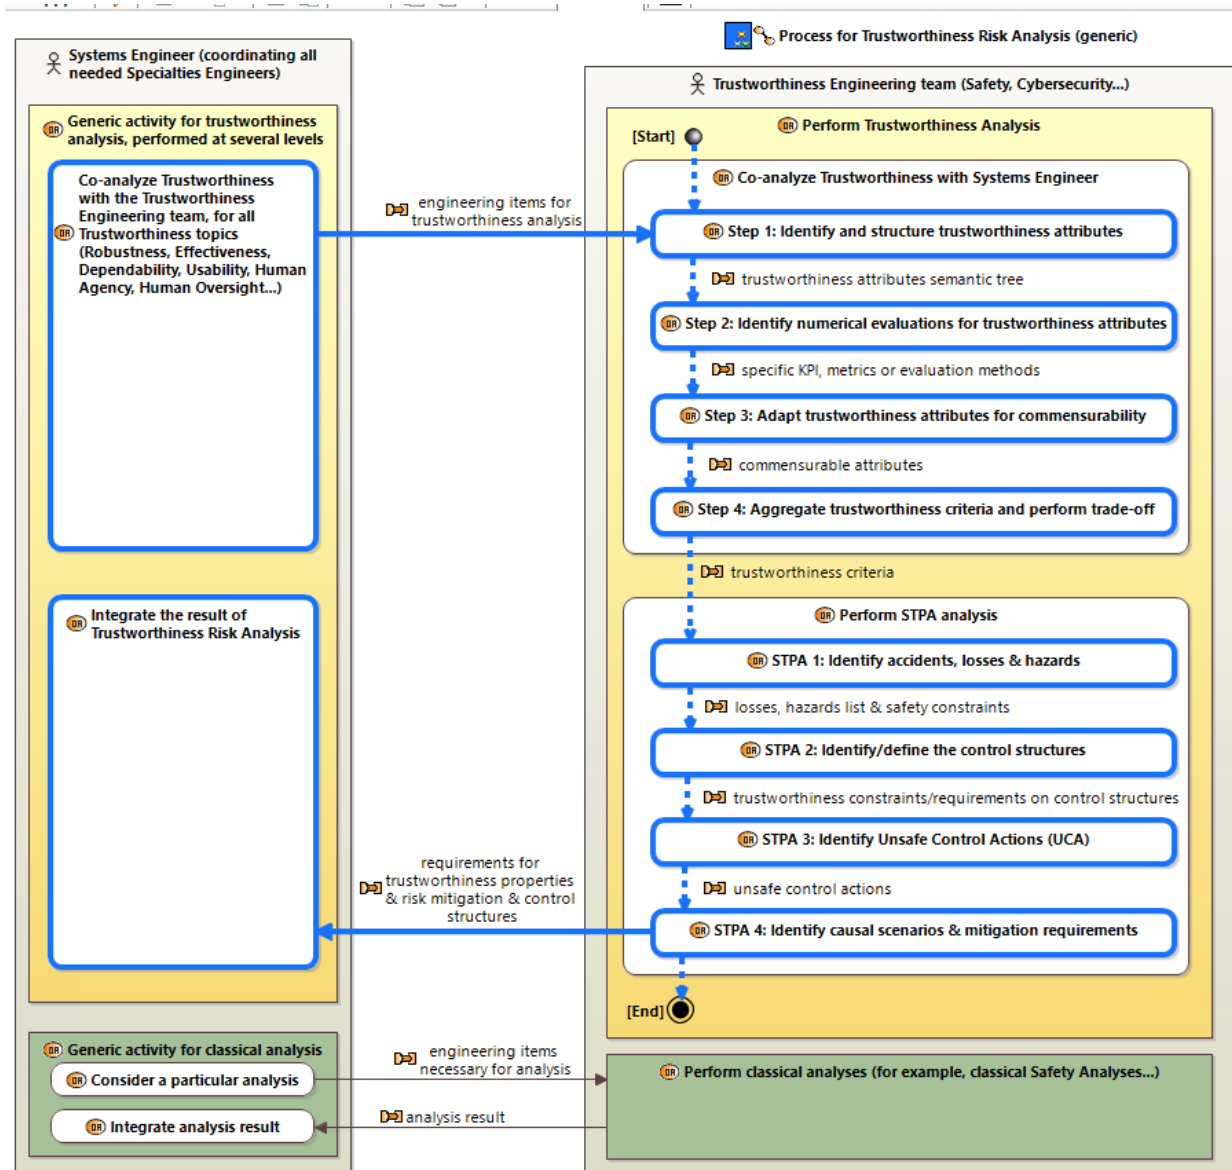 Process for Trustworthiness Risk Analysis (generic)
Systems Engineer (coordinating all
needed Specialties Engineers)
Generic activity for trustworthiness
analysis, performed at several levels
Co-analyze Trustworthiness
with the Trustworthiness
Engineering team, for all
Trustworthiness topics
(Robustness, Effectiveness,
Dependability, Usability, Human
Agency, Human Oversight...)
engineering items for
trustworthiness analysis
Integrate the result of
Trustworthiness Risk Analysis
requirements for
trustworthiness properties
& risk mitigation & control
structures
Generic activity for classical analysis
Consider a particular analysis
Integrate analysis result
engineering items
necessary for analysis
analysis result
Trustworthiness Engineering team (Safety, Cybersecurity...)
Perform Trustworthiness Analysis
[Start]
Co-analyze Trustworthiness with Systems Engineer
Step 1: Identify and structure trustworthiness attributes
trustworthiness attributes semantic tree
Step 2: Identify numerical evaluations for trustworthiness attributes
specific KPI, metrics or evaluation methods
Step 3: Adapt trustworthiness attributes for commensurability
commensurable attributes
Step 4: Aggregate trustworthiness criteria and perform trade-off
trustworthiness criteria
Perform STPA analysis
STPA 1: Identify accidents, losses & hazards
losses, hazards list & safety constraints
STPA 2: Identify/define the control structures
trustworthiness constraints/requirements on control structures
STPA 3: Identify Unsafe Control Actions (UCA)
unsafe control actions
STPA 4: Identify causal scenarios & mitigation requirements
[End]
Perform classical analyses (for example, classical Safety Analyses...)